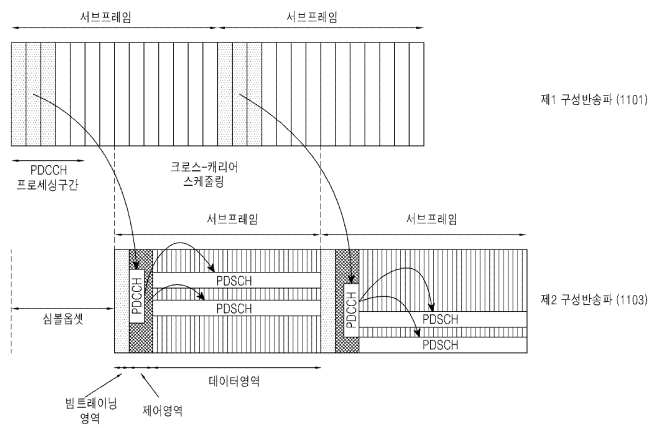 서브프레임
서브프레임
제1 구성반송파 (1101)
PDCCH
프로세싱구간
크로스-캐리어
스케줄링
서브프레임
서브프레임
PDCCH
PDSCH
PDSCH
PDCCH
PDSCH
PDSCH
제2 구성반송파 (1103)
심볼옵셋
데이터영역
빔트레이닝
영역
제어영역